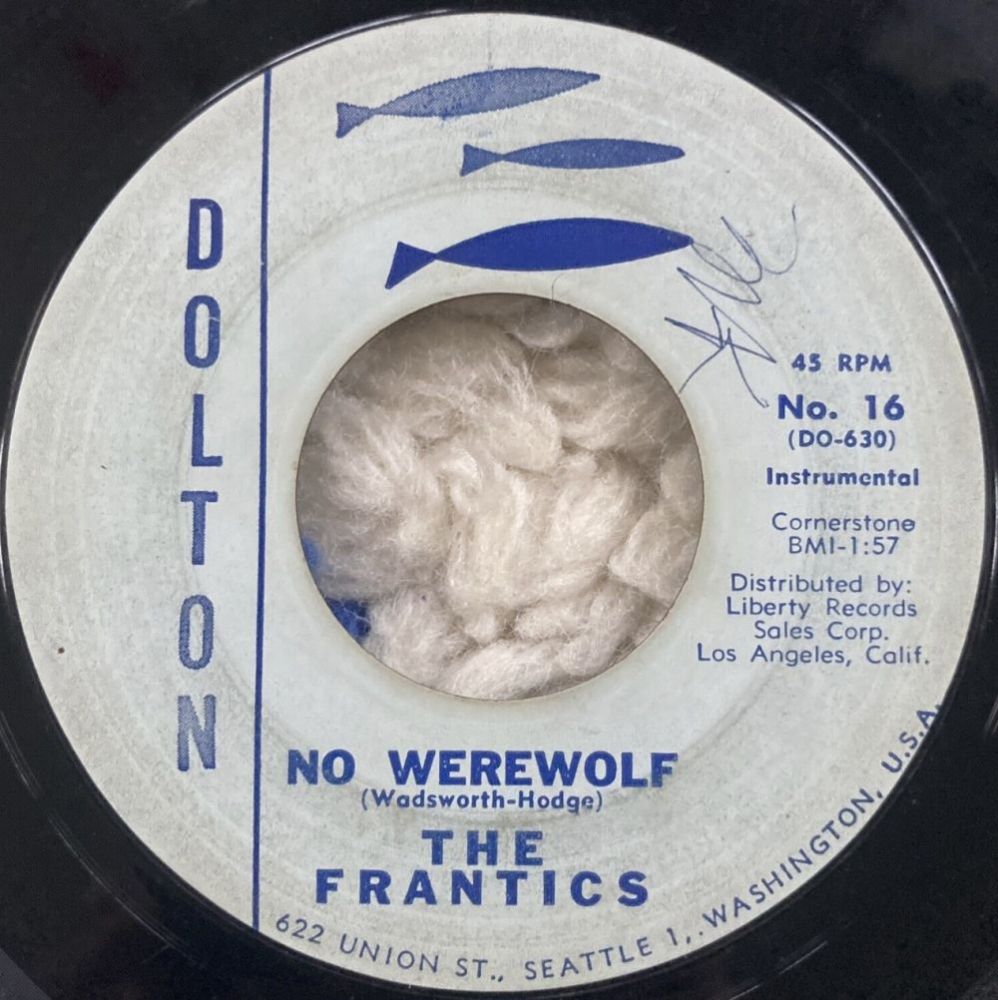 DOLTON
45 RPM
No. 16
(DO-630)
Instrumental
Cornerstone
BMI-1:57
Distributed by:
Liberty Records
Sales Corp.
Los Angeles, Calif.
NO WEREWOLF
(Wadsworth-Hodge)
THE
FRANTICS
622 UNION ST., SEATTLE 1,. WASHINGTON, U.S.A.